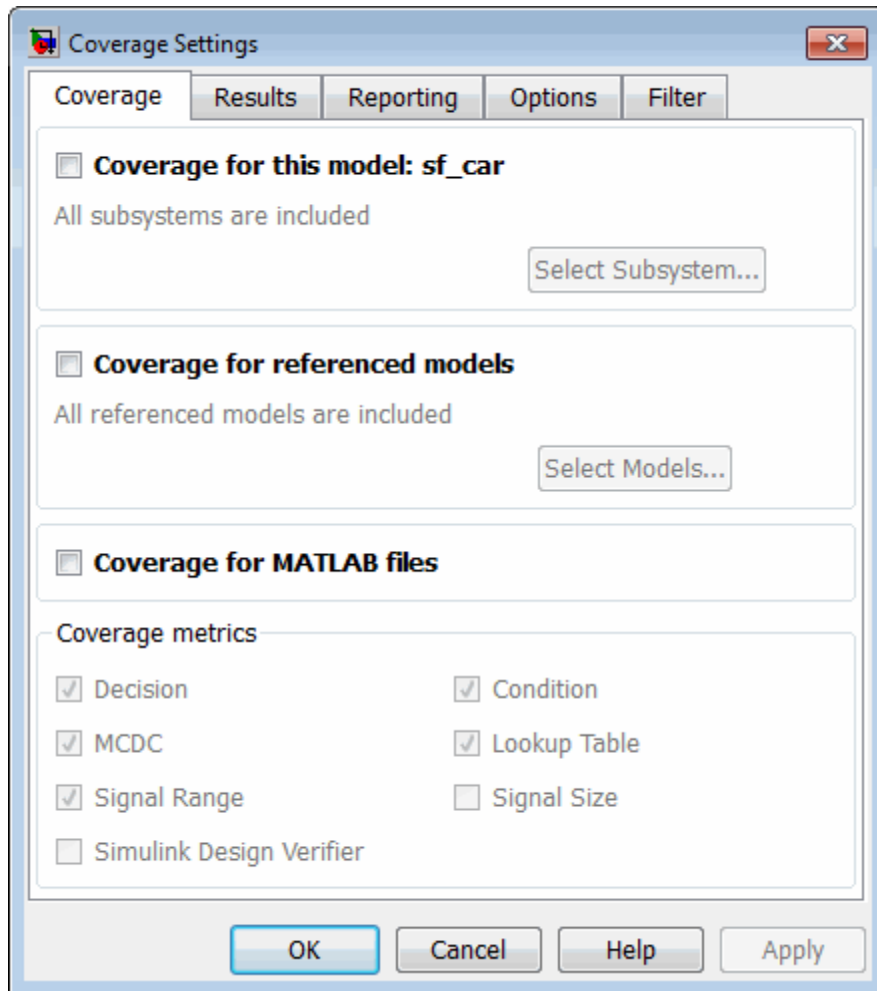 Coverage Settings
Coverage Results Reporting Options Filter
Coverage for this model: sf_car
All subsystems are included
Select Subsystem...
Coverage for referenced models
All referenced models are included
Select Models...
Coverage for MATLAB files
Coverage metrics
Decision Condition
MCDC Lookup Table
Signal Range Signal Size
Simulink Design Verifier
OK Cancel Help Apply